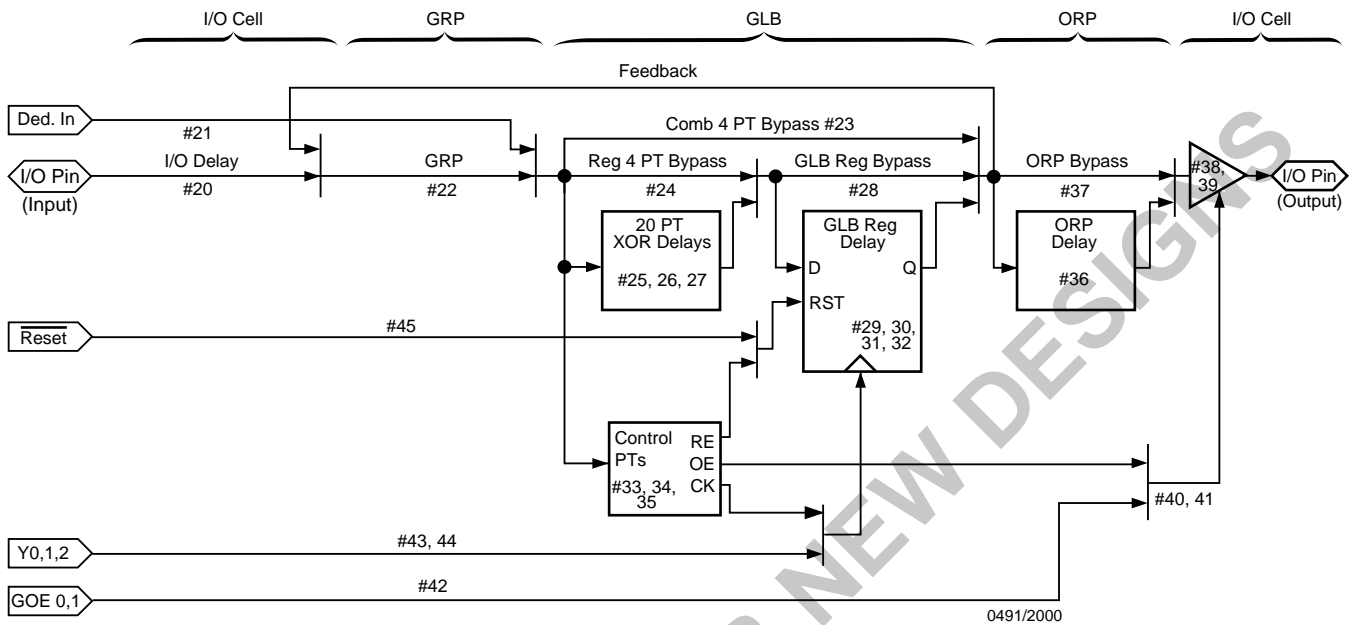 I/O Cell
GRP
GLB
ORP
I/O Cell
Feedback
Ded. In
#21
Comb 4 PT Bypass #23
I/O Pin
(Input)
I/O Delay
#20
GRP
#22
Reg 4 PT Bypass
#24
GLB Reg Bypass
#28
ORP Bypass
#37
#38,
39
I/O Pin
(Output)
20 PT
XOR Delays
#25, 26, 27
GLB Reg
Delay
D
Q
RST
#29, 30,
31, 32
ORP
Delay
#36
Reset
#45
Control
PTs
#33, 34,
35
RE
OE
CK
#40, 41
Y0,1,2
#43, 44
GOE 0,1
#42
0491/2000
NEW DESIGNS